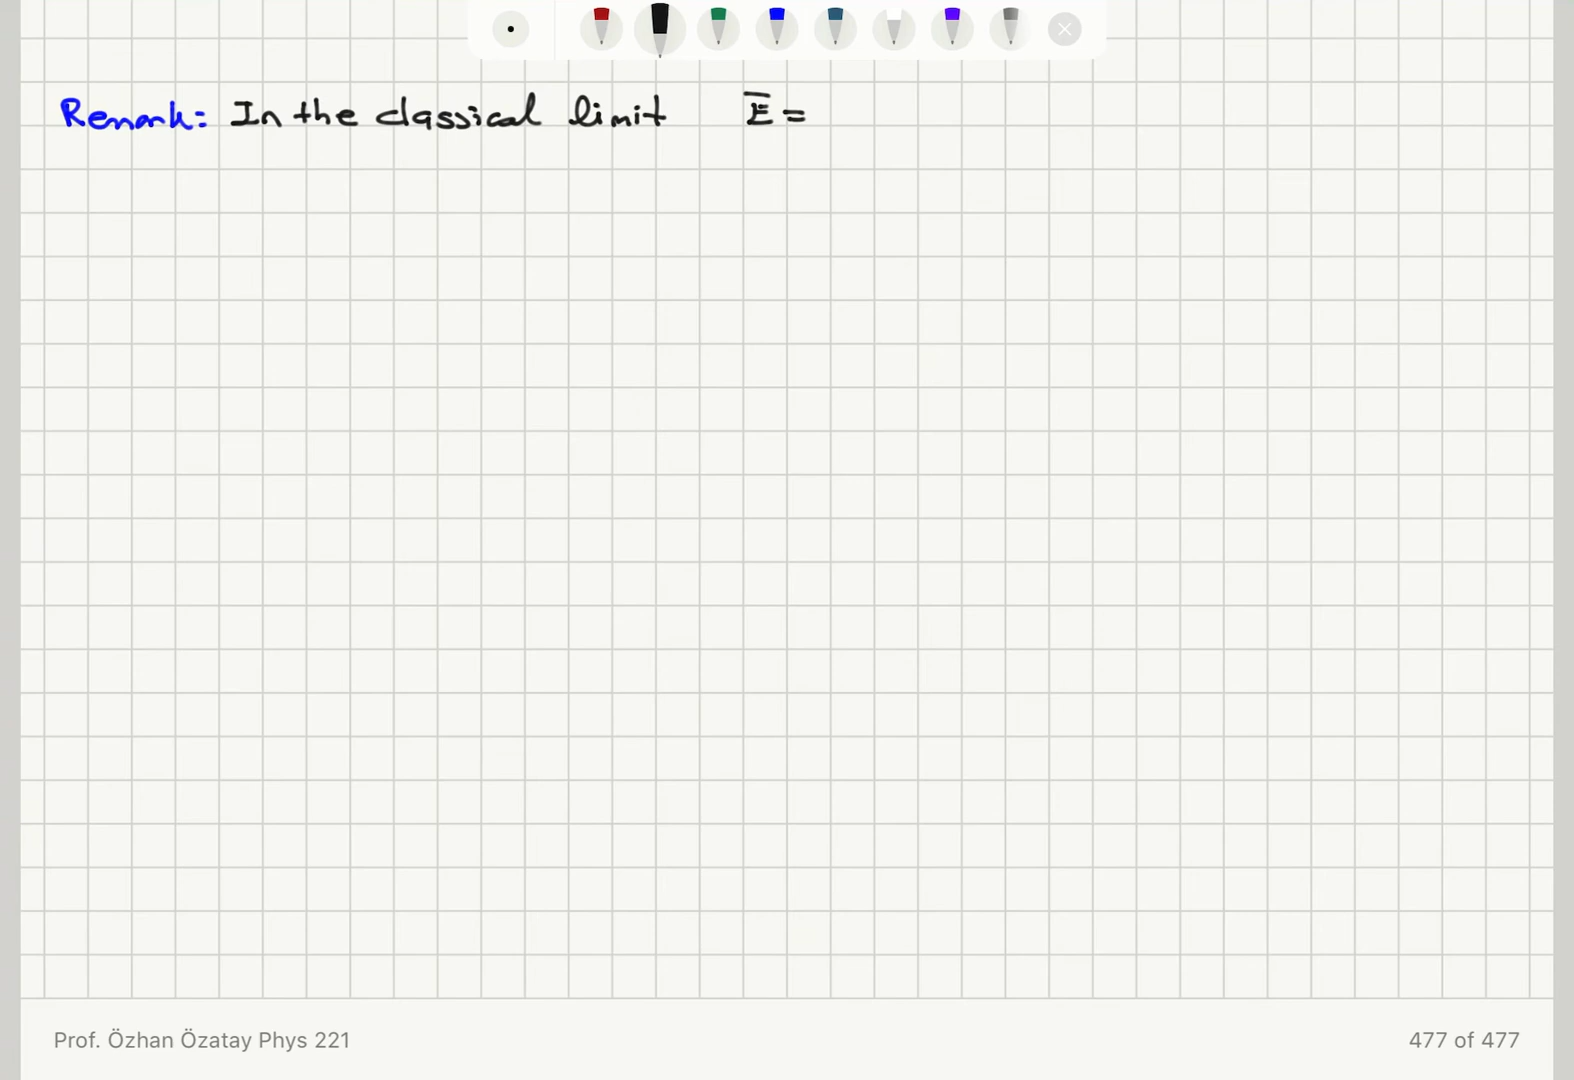 Remark: In the classical limit E̅ =
Prof. Özhan Özatay Phys 221
477 of 477